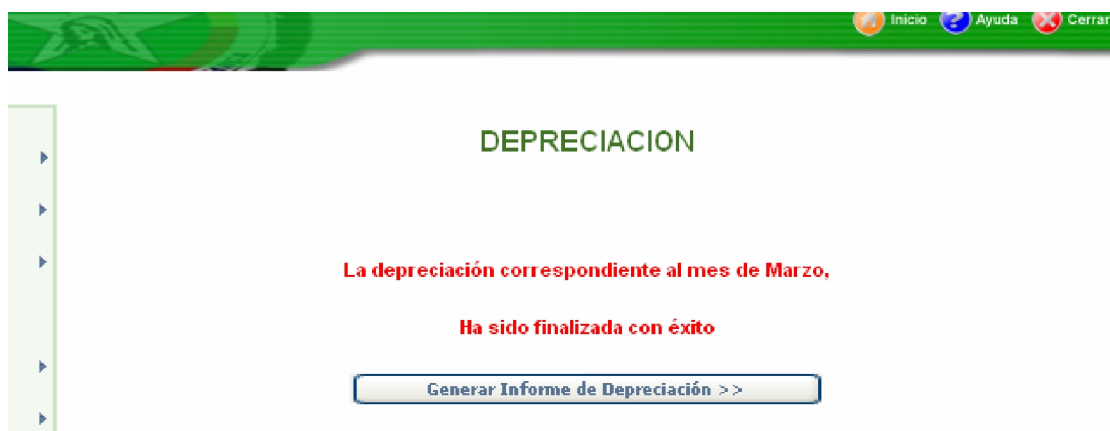 Inicio Ayuda Cerrar
DEPRECIACION
La depreciación correspondiente al mes de Marzo,
Ha sido finalizada con éxito
Generar Informe de Depreciación >>